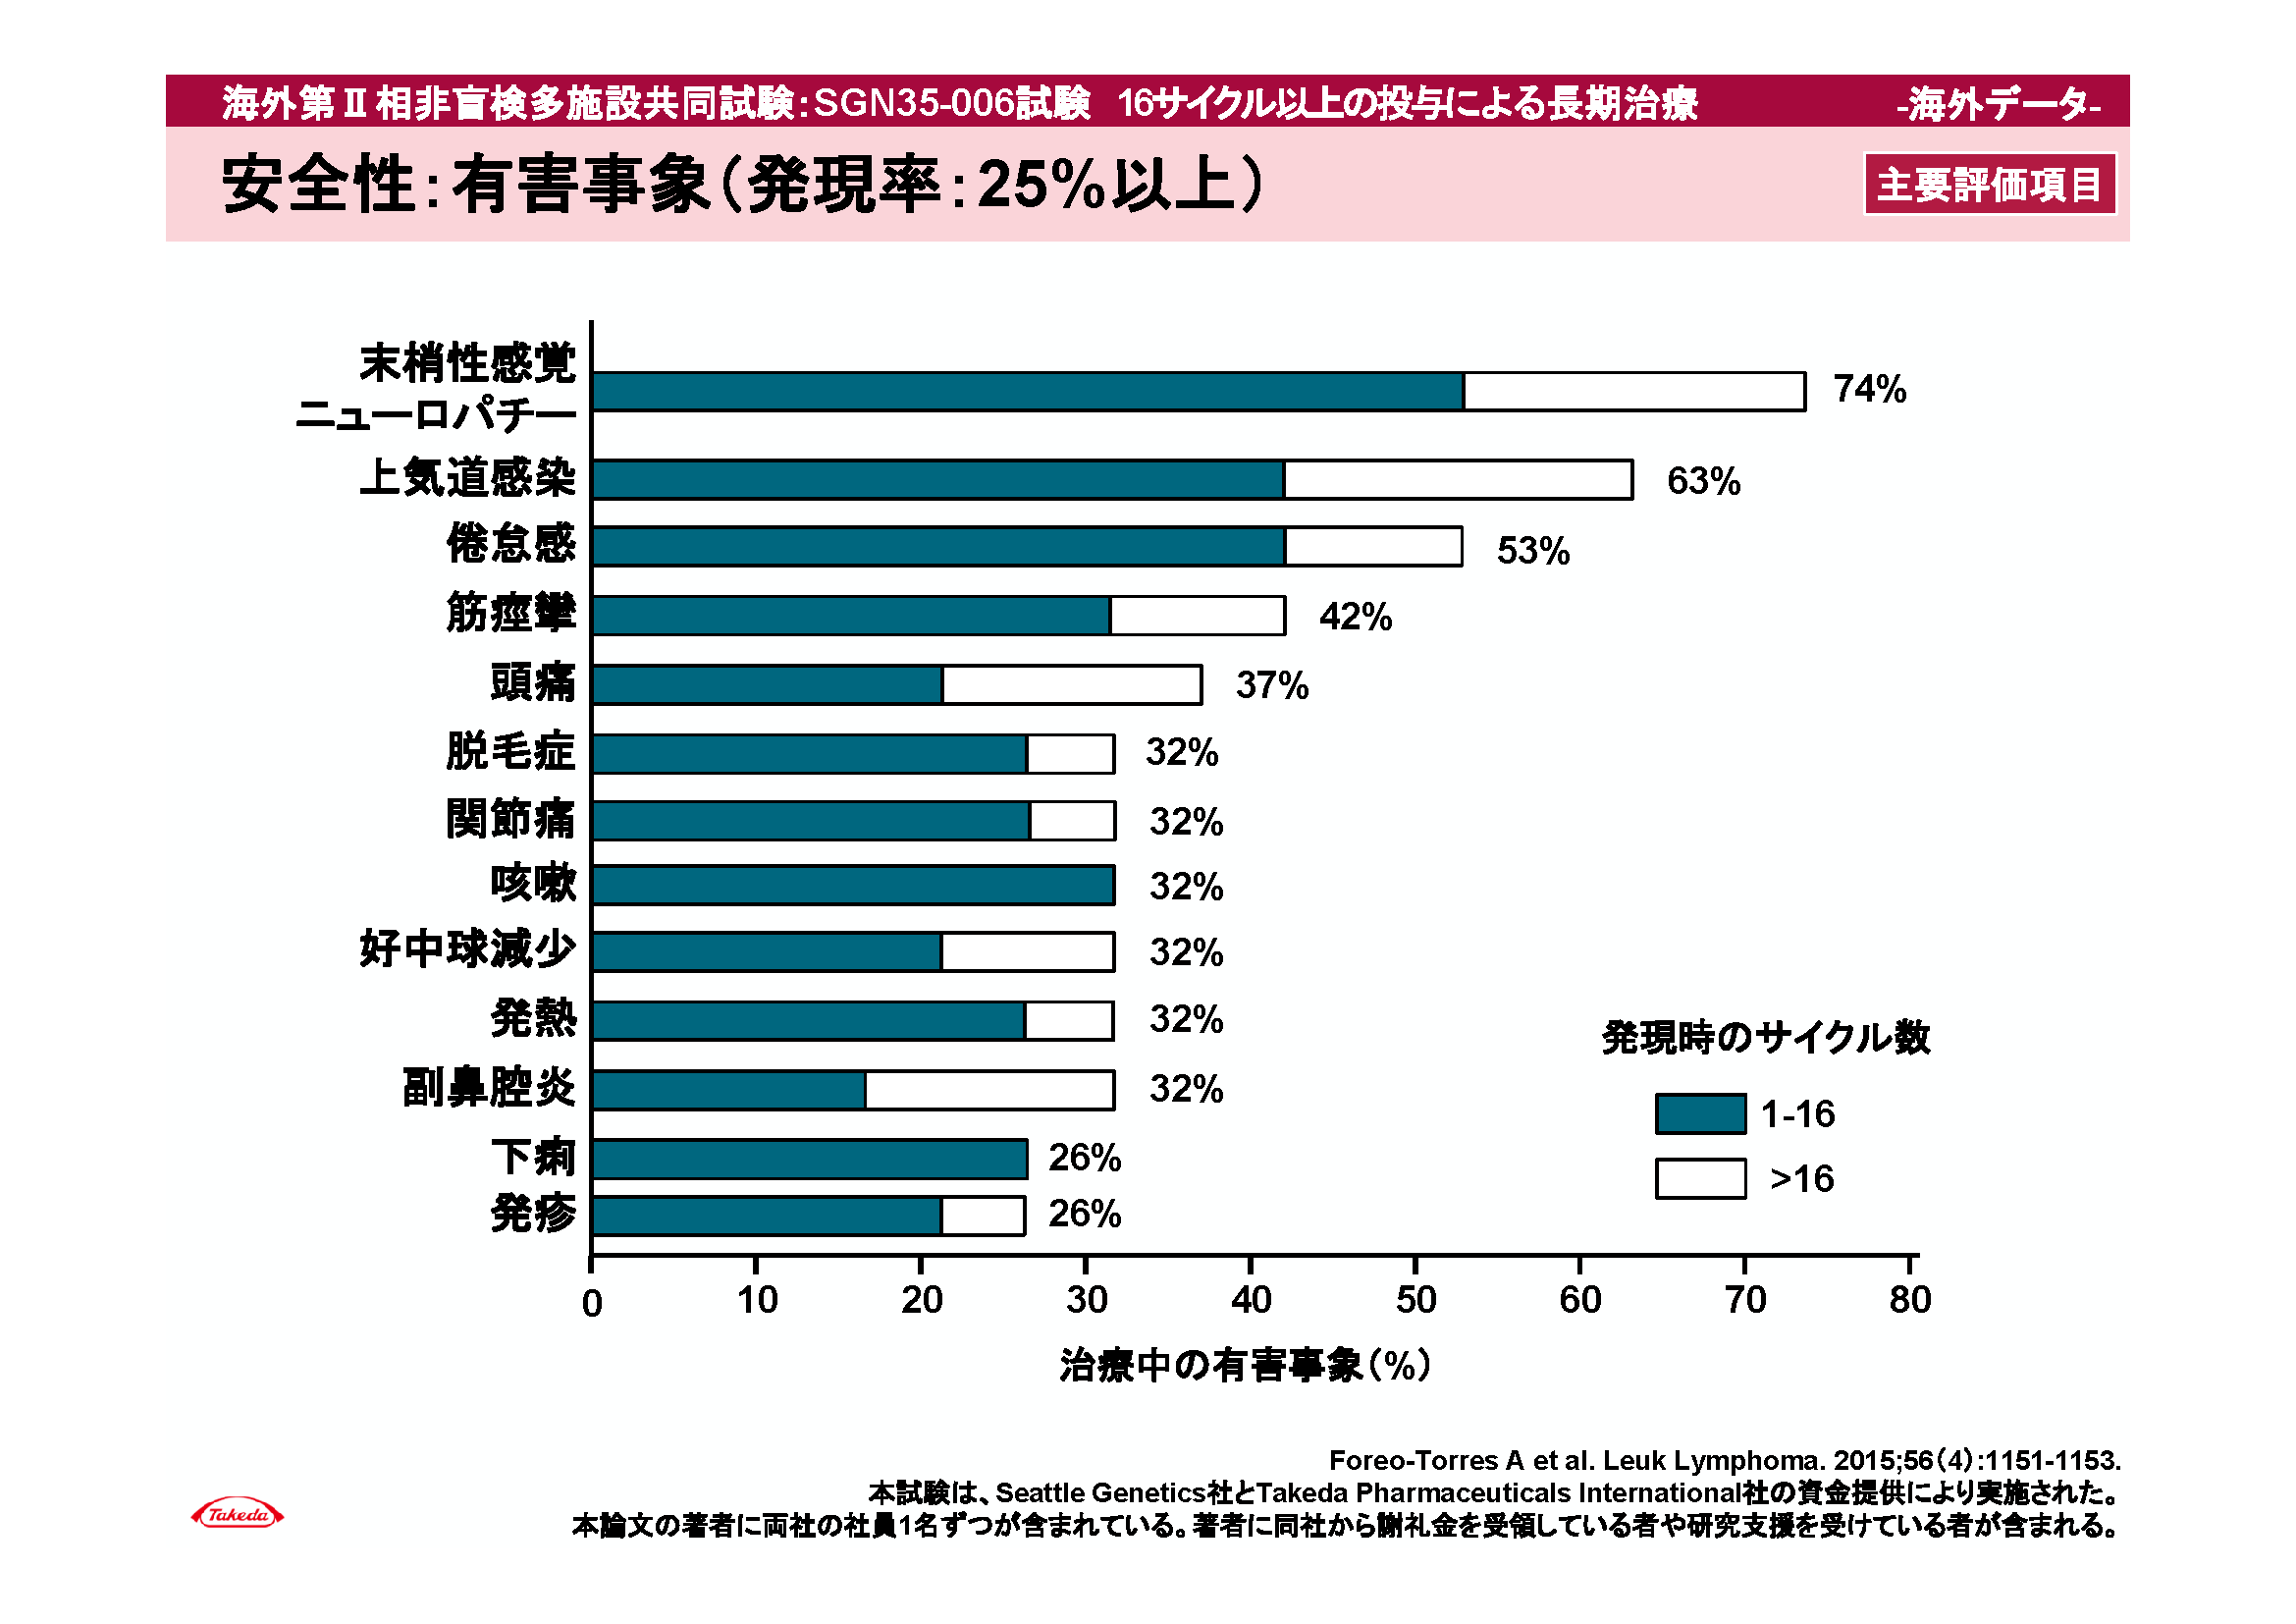 海外第Ⅱ相非盲検多施設共同試験：SGN35-006試験　16サイクル以上の投与による長期治療　-海外データ-
安全性：有害事象（発現率：25%以上）
主要評価項目
末梢性感覚
ニューロパチー
74%
上気道感染
63%
倦怠感
53%
筋痙攣
42%
頭痛
37%
脱毛症
32%
関節痛
32%
咳嗽
32%
好中球減少
32%
発熱
32%
副鼻腔炎
32%
下痢
26%
発疹
26%
発現時のサイクル数
1-16
>16
0 10 20 30 40 50 60 70 80
治療中の有害事象（%）
Foreo-Torres A et al. Leuk Lymphoma. 2015;56（4）:1151-1153.
本試験は、Seattle Genetics社とTakeda Pharmaceuticals International社の資金提供により実施された。
本論文の著者に両社の社員1名ずつが含まれている。著者に同社から謝礼金を受領している者や研究支援を受けている者が含まれる。
Takeda